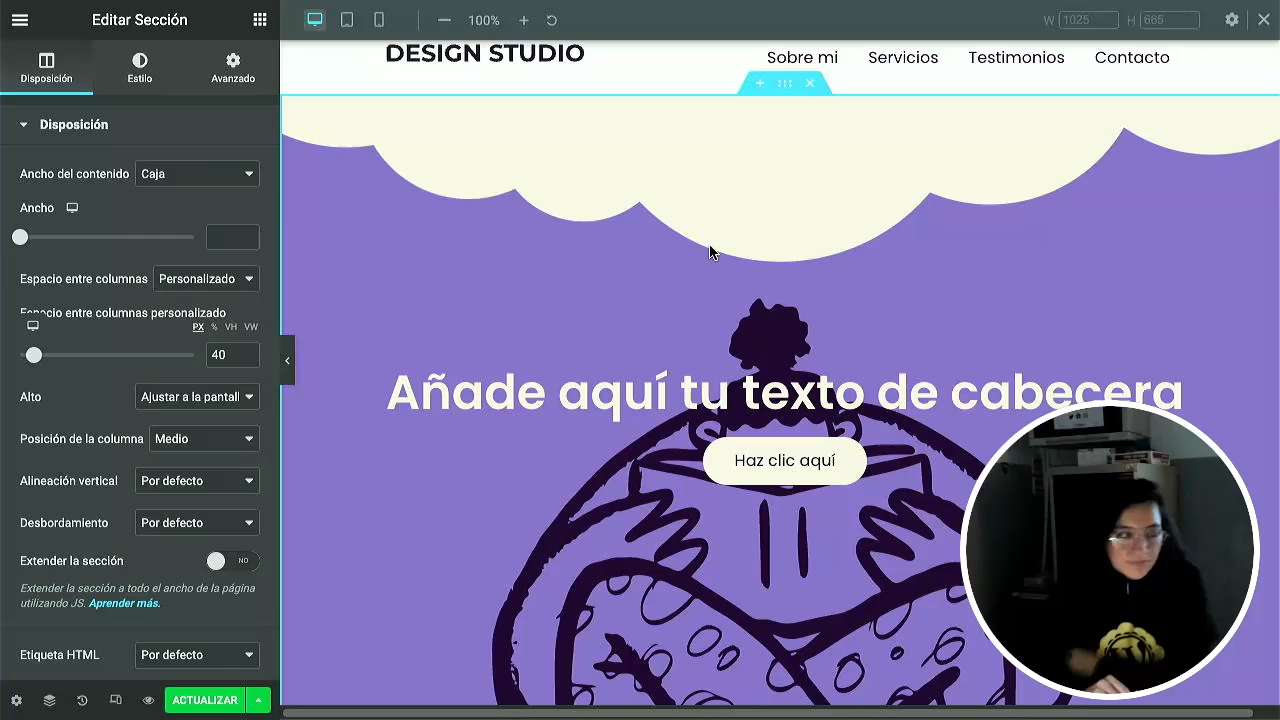 Editar Sección
100%
W 1025 H 665
Disposición
Estilo
Avanzado
DESIGN STUDIO
Sobre mi
Servicios
Testimonios
Contacto
Disposición
Ancho del contenido
Caja
Ancho
Espacio entre columnas
Personalizado
Espacio entre columnas personalizado
PX % VH VW
40
Alto
Ajustar a la pantall
Posición de la columna
Medio
Alineación vertical
Por defecto
Desbordamiento
Por defecto
Extender la sección
NO
Extender la sección a todo el ancho de la página
utilizando JS. Aprender más.
Etiqueta HTML
Por defecto
ACTUALIZAR
Añade aquí tu texto de cabecera
Haz clic aquí